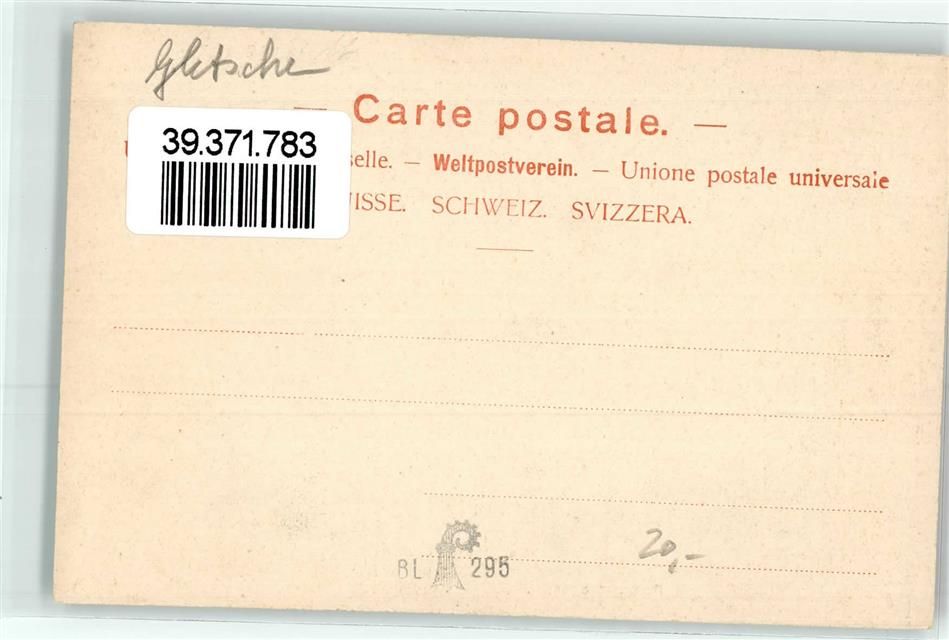 Gletsche
— Carte postale. —
39.371.783
selle. — Weltpostverein. — Unione postale universale
ISSE. SCHWEIZ. SVIZZERA.
20,-
BL 295